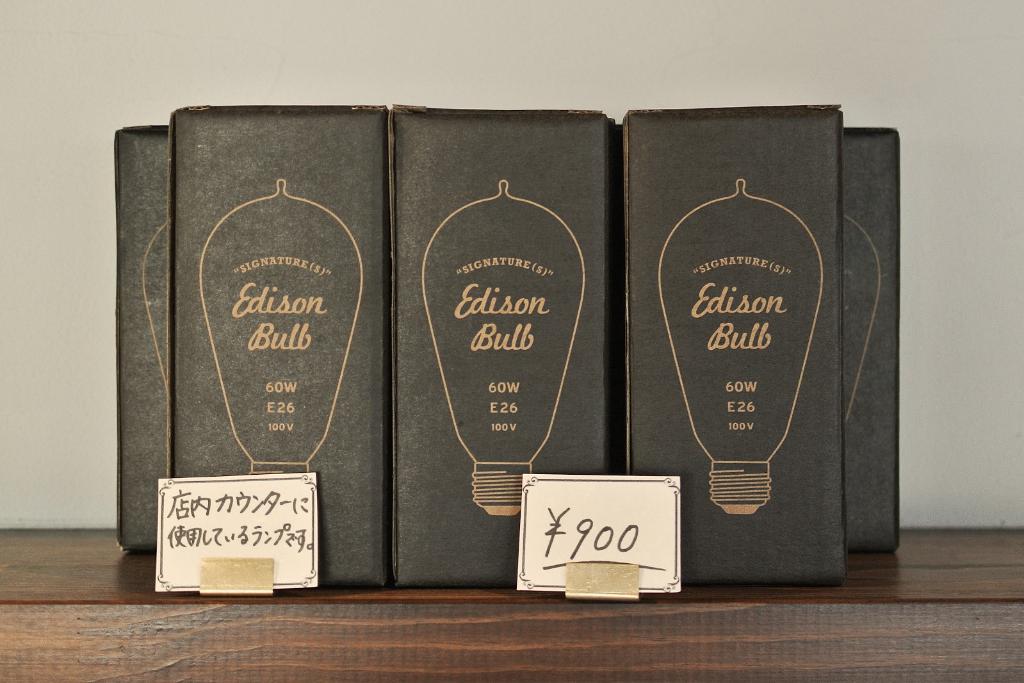 "SIGNATURE(S)"
Edison
Bulb
60W
E26
100V
"SIGNATURE(S)"
Edison
Bulb
60W
E26
100V
"SIGNATURE(S)"
Edison
Bulb
60W
E26
100V
店内カウンターに
使用しているランプです。
¥900